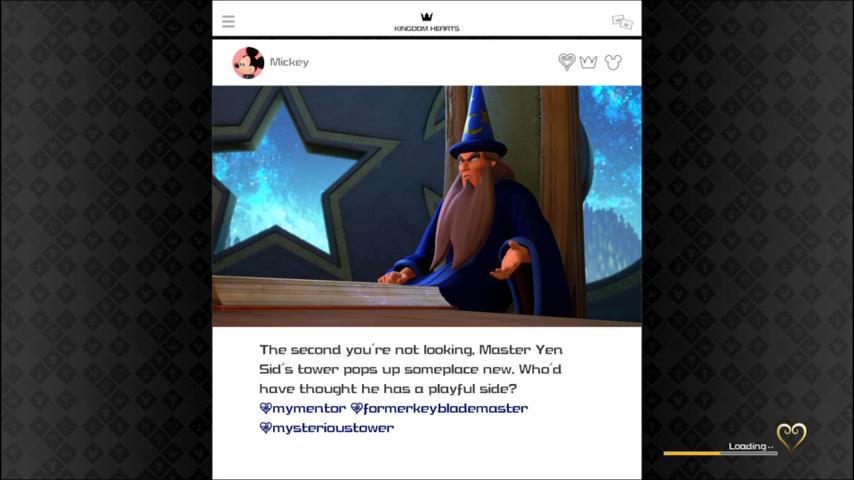 KINGDOM HEARTS
Mickey
The second you're not looking, Master Yen
Sid's tower pops up someplace new. Who'd
have thought he has a playful side?
mymentor formerkeyblademaster
mysterioustower
Loading..